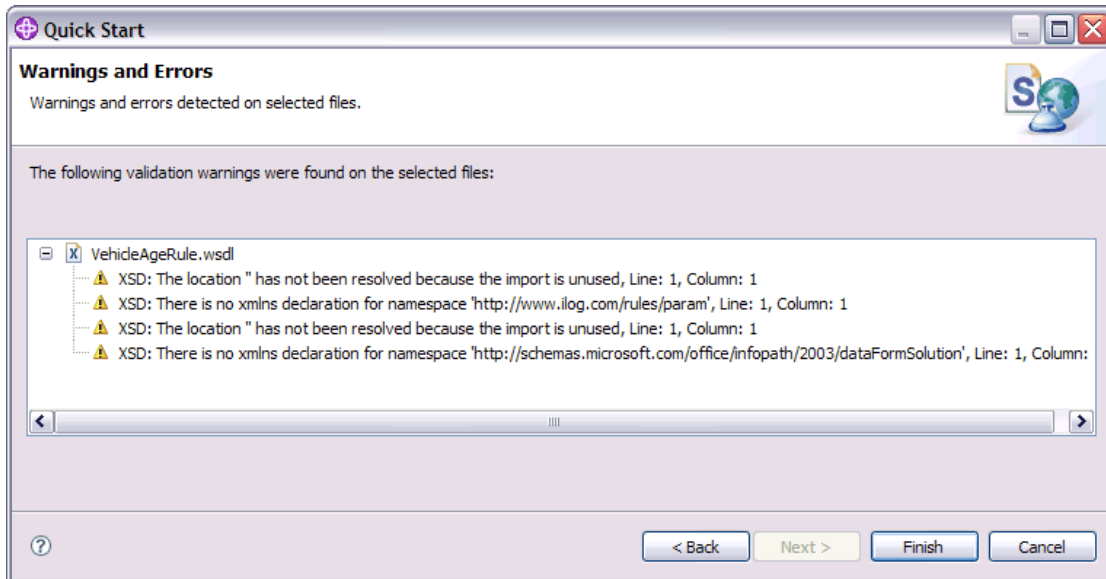 Quick Start
Warnings and Errors
Warnings and errors detected on selected files.
S
The following validation warnings were found on the selected files:
X VehicleAgeRule.wsdl
XSD: The location '' has not been resolved because the import is unused, Line: 1, Column: 1
XSD: There is no xmlns declaration for namespace 'http://www.ilog.com/rules/param', Line: 1, Column: 1
XSD: The location '' has not been resolved because the import is unused, Line: 1, Column: 1
XSD: There is no xmlns declaration for namespace 'http://schemas.microsoft.com/office/infopath/2003/dataFormSolution', Line: 1, Column:
? < Back Next > Finish Cancel